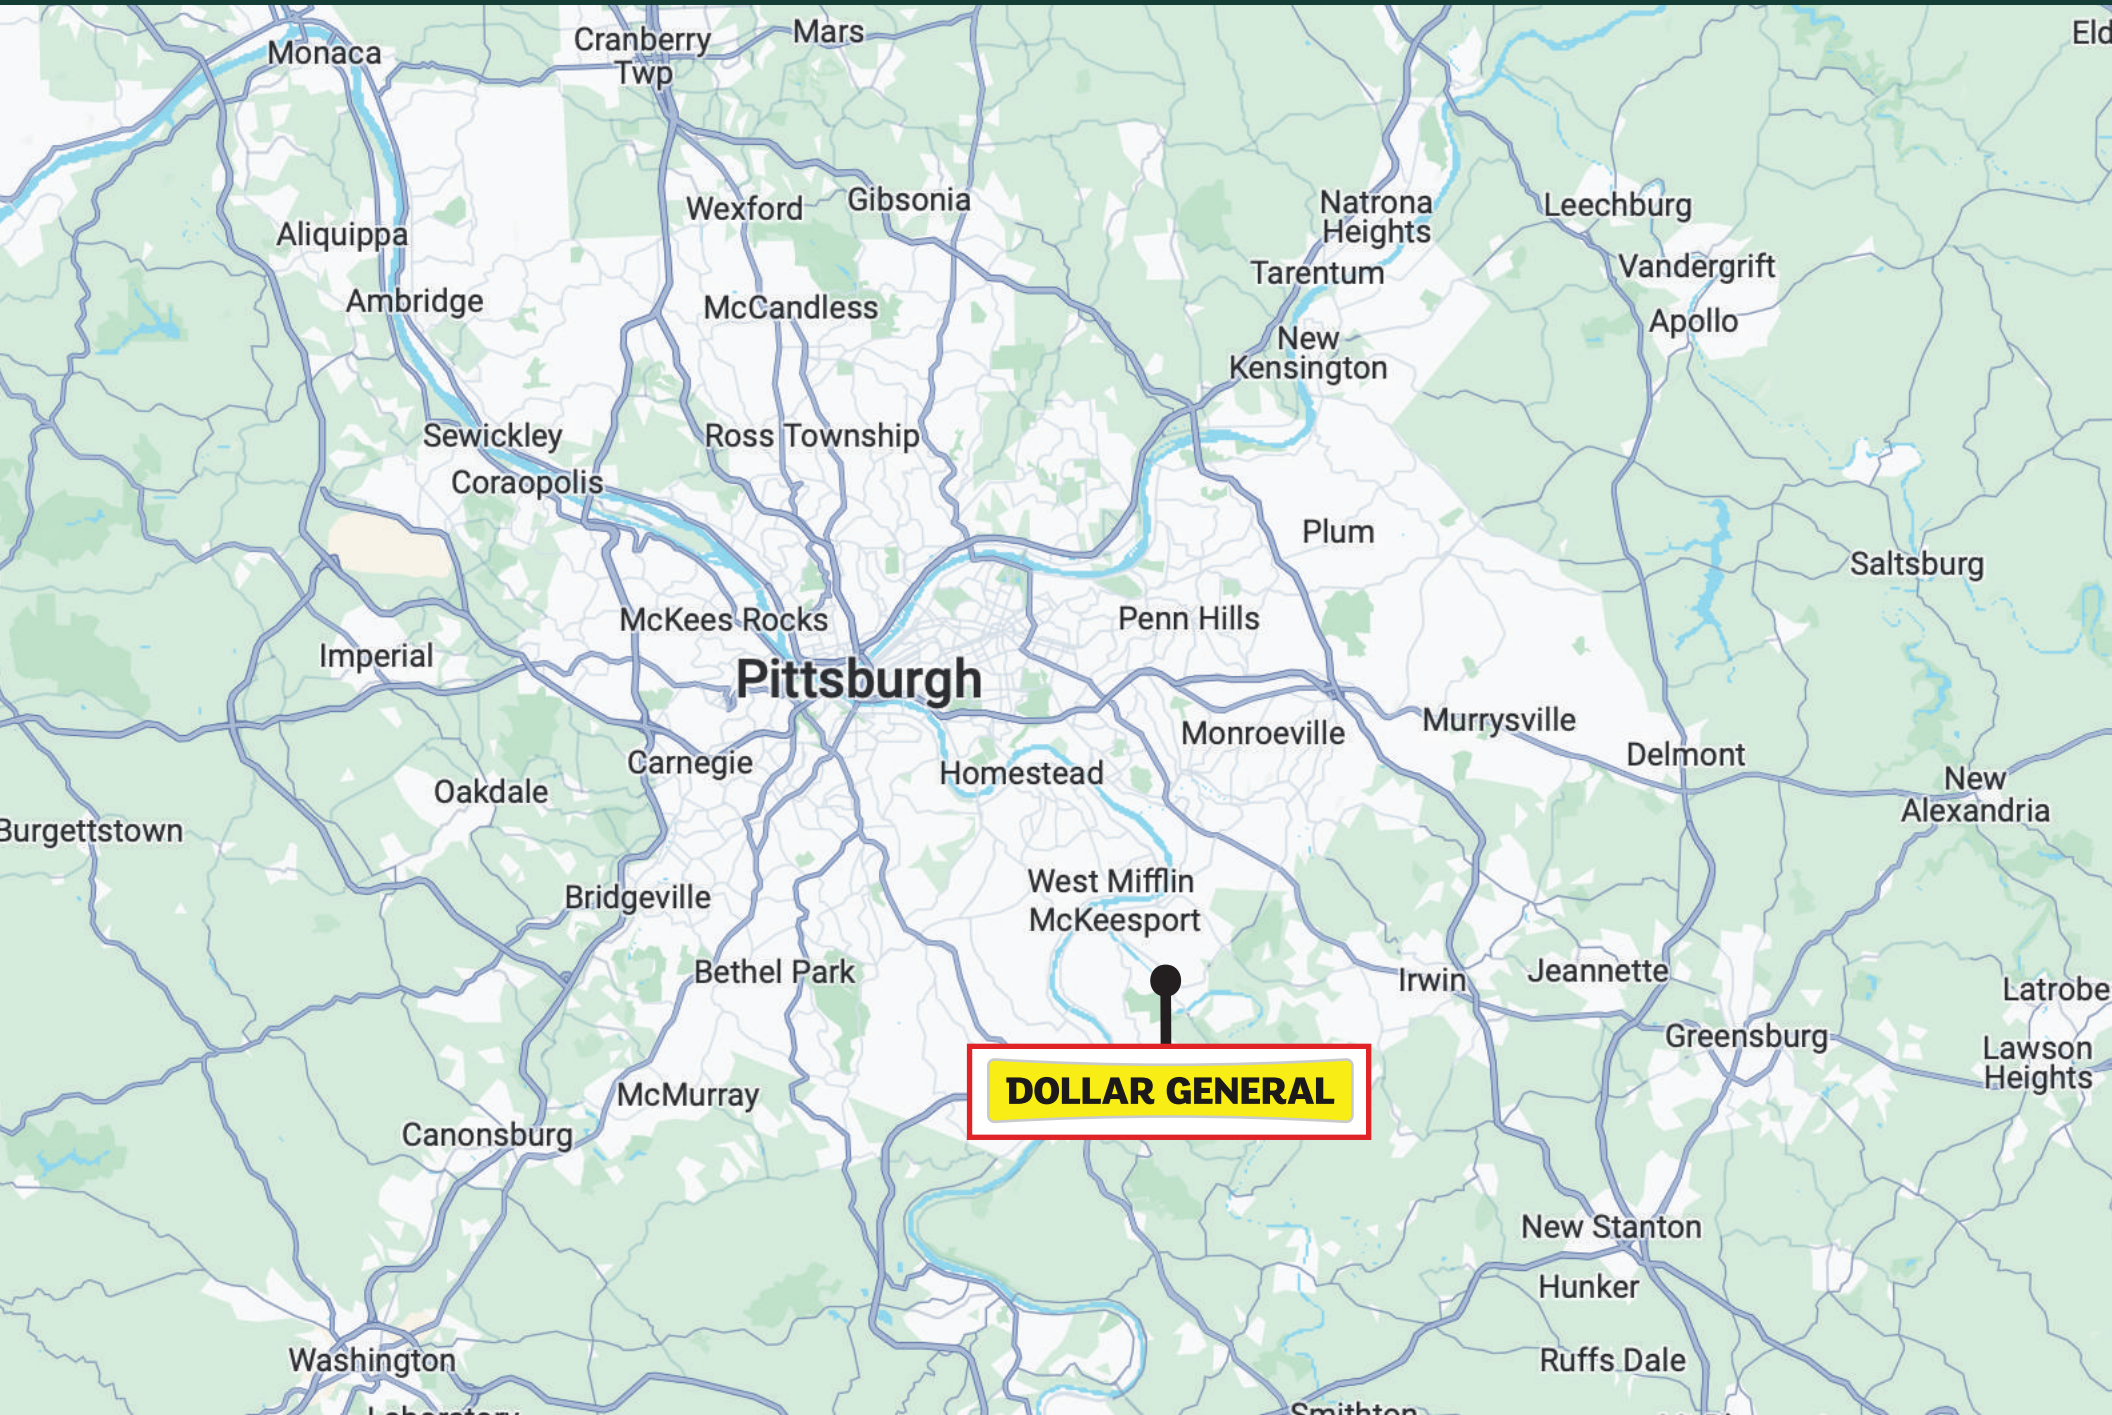 Monaca
Cranberry
Twp
Mars
Wexford
Gibsonia
Natrona
Heights
Leechburg
Aliquippa
Tarentum
Vandergrift
Ambridge
McCandless
Apollo
New
Kensington
Sewickley
Ross Township
Coraopolis
Plum
Saltsburg
McKees Rocks
Penn Hills
Imperial
Pittsburgh
Monroeville
Murrysville
Delmont
Carnegie
Homestead
New
Alexandria
Oakdale
Burgettstown
West Mifflin
McKeesport
Bridgeville
Bethel Park
Irwin
Jeannette
Latrobe
Greensburg
Lawson
Heights
DOLLAR GENERAL
McMurray
Canonsburg
New Stanton
Hunker
Washington
Ruffs Dale
Smithton